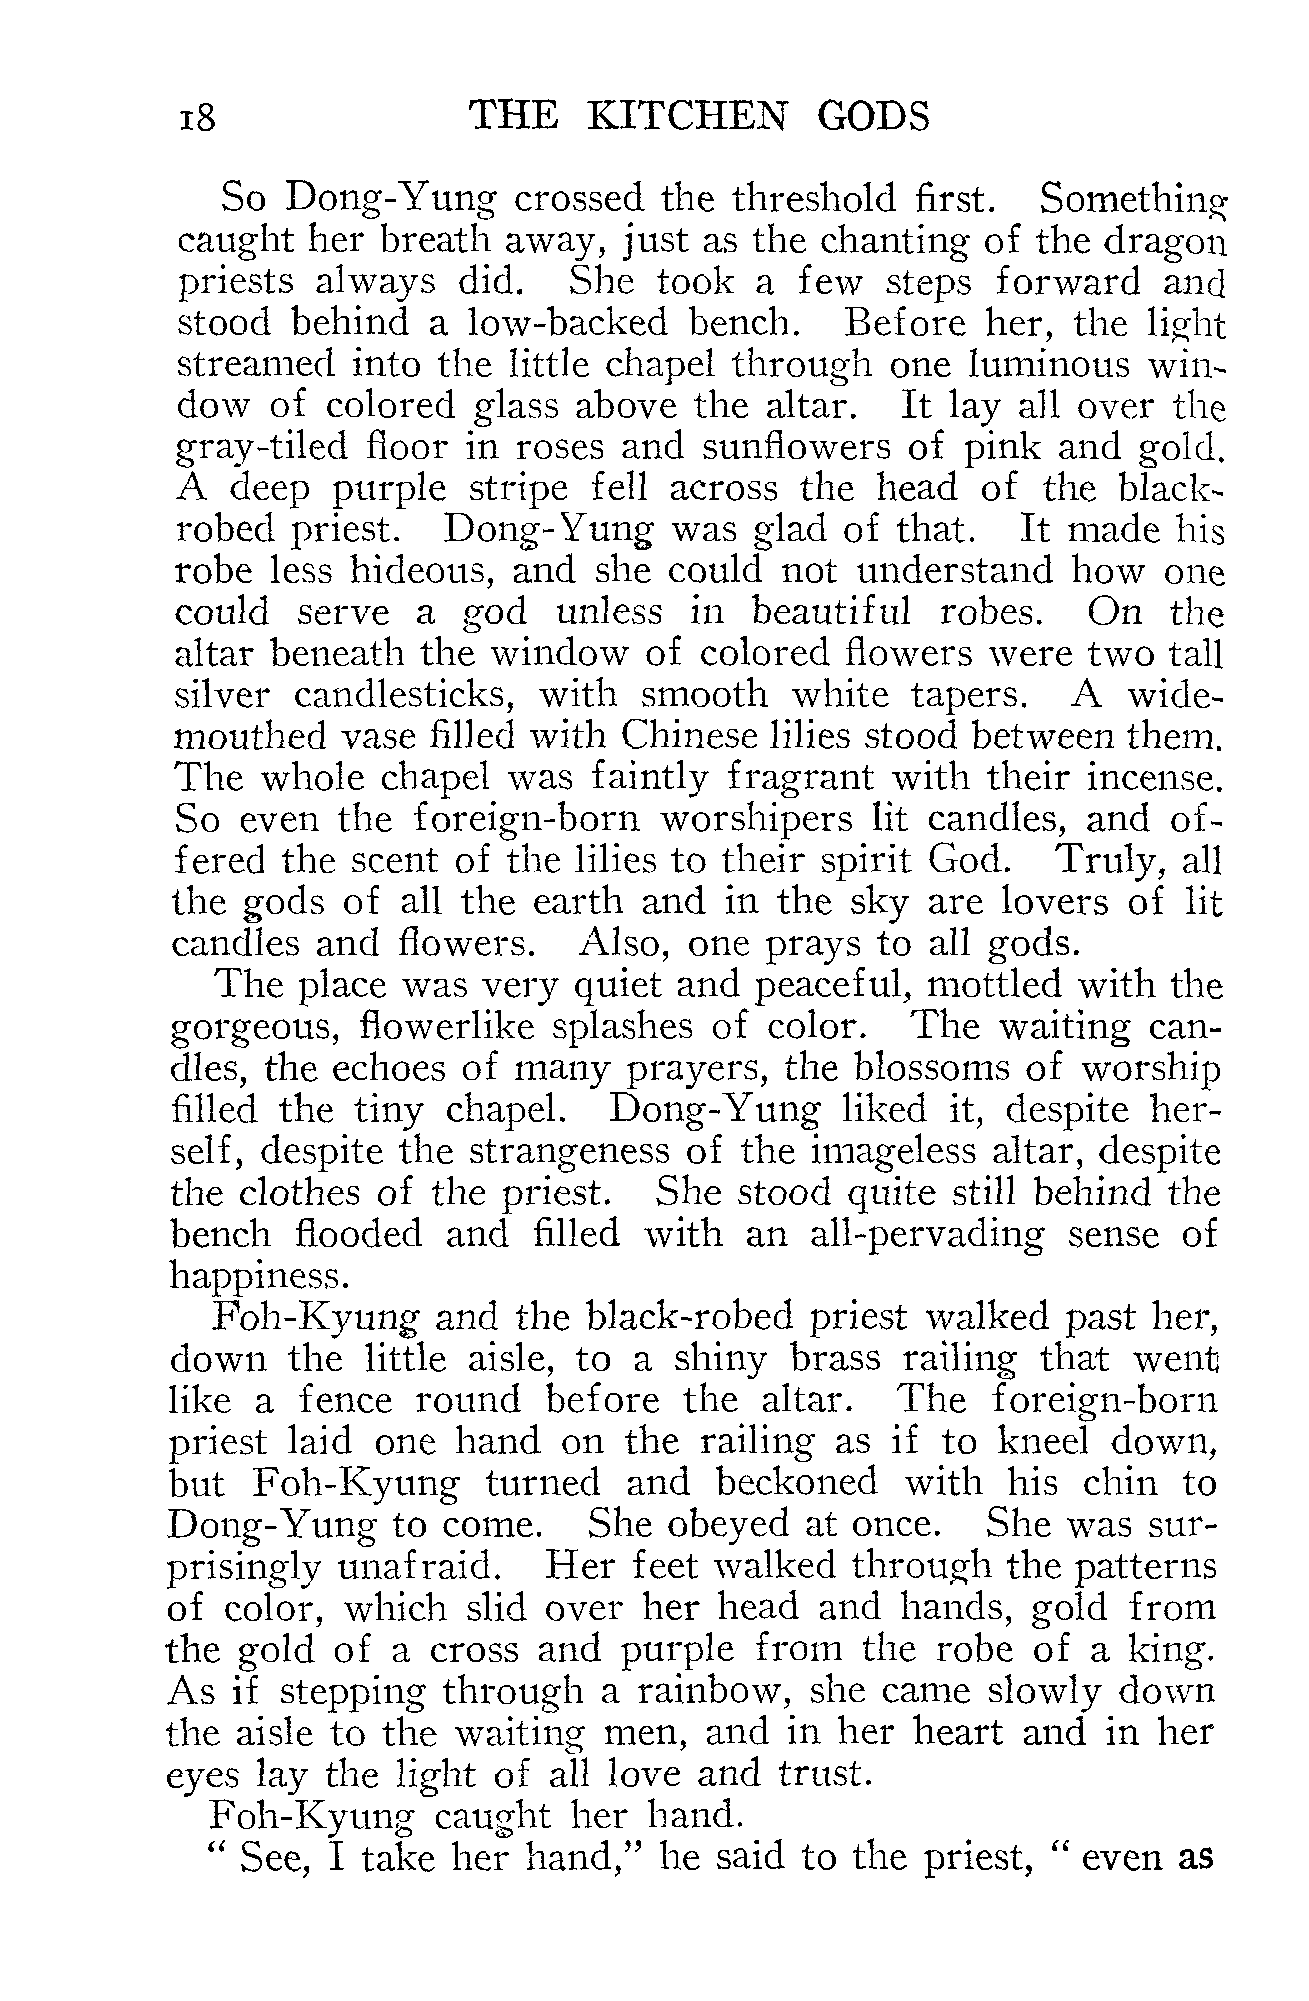 18 THE KITCHEN GODS
So Dong-Yung crossed the threshold first. Something
caught her breath away, just as the chanting of the dragon
priests always did. She took a few steps forward and
stood behind a low-backed bench. Before her, the light
streamed into the little chapel through one luminous win-
dow of colored glass above the altar. It lay all over the
gray-tiled floor in roses and sunflowers of pink and gold.
A deep purple stripe fell across the head of the black-
robed priest. Dong-Yung was glad of that. It made his
robe less hideous, and she could not understand how one
could serve a god unless in beautiful robes. On the
altar beneath the window of colored flowers were two tall
silver candlesticks, with smooth white tapers. A wide-
mouthed vase filled with Chinese lilies stood between them.
The whole chapel was faintly fragrant with their incense.
So even the foreign-born worshipers lit candles, and of-
fered the scent of the lilies to their spirit God. Truly, all
the gods of all the earth and in the sky are lovers of lit
candles and flowers. Also, one prays to all gods.
The place was very quiet and peaceful, mottled with the
gorgeous, flowerlike splashes of color. The waiting can-
dles, the echoes of many prayers, the blossoms of worship
filled the tiny chapel. Dong-Yung liked it, despite her-
self, despite the strangeness of the imageless altar, despite
the clothes of the priest. She stood quite still behind the
bench flooded and filled with an all-pervading sense of
happiness.
Foh-Kyung and the black-robed priest walked past her,
down the little aisle, to a shiny brass railing that went
like a fence round before the altar. The foreign-born
priest laid one hand on the railing as if to kneel down,
but Foh-Kyung turned and beckoned with his chin to
Dong-Yung to come. She obeyed at once. She was sur-
prisingly unafraid. Her feet walked through the patterns
of color, which slid over her head and hands, gold from
the gold of a cross and purple from the robe of a king.
As if stepping through a rainbow, she came slowly down
the aisle to the waiting men, and in her heart and in her
eyes lay the light of all love and trust.
Foh-Kyung caught her hand.
“ See, I take her hand,” he said to the priest, “ even as